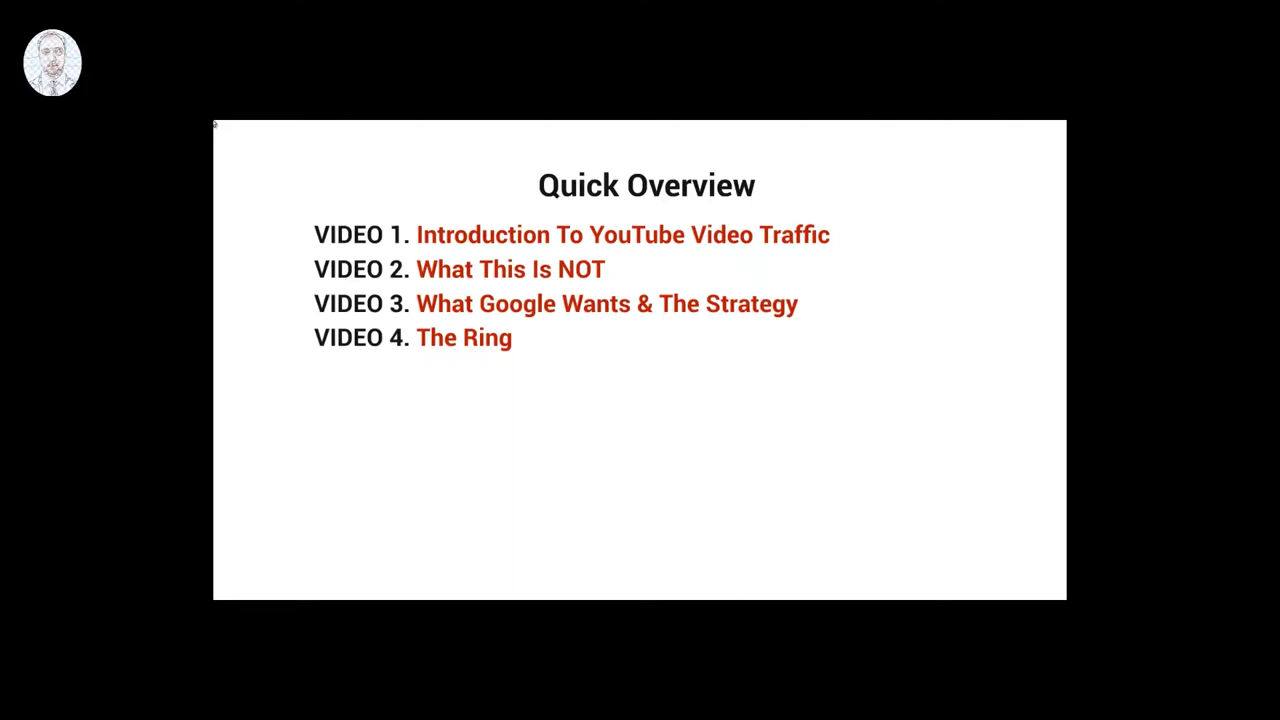 Quick Overview
VIDEO 1. Introduction To YouTube Video Traffic
VIDEO 2. What This Is NOT
VIDEO 3. What Google Wants & The Strategy
VIDEO 4. The Ring